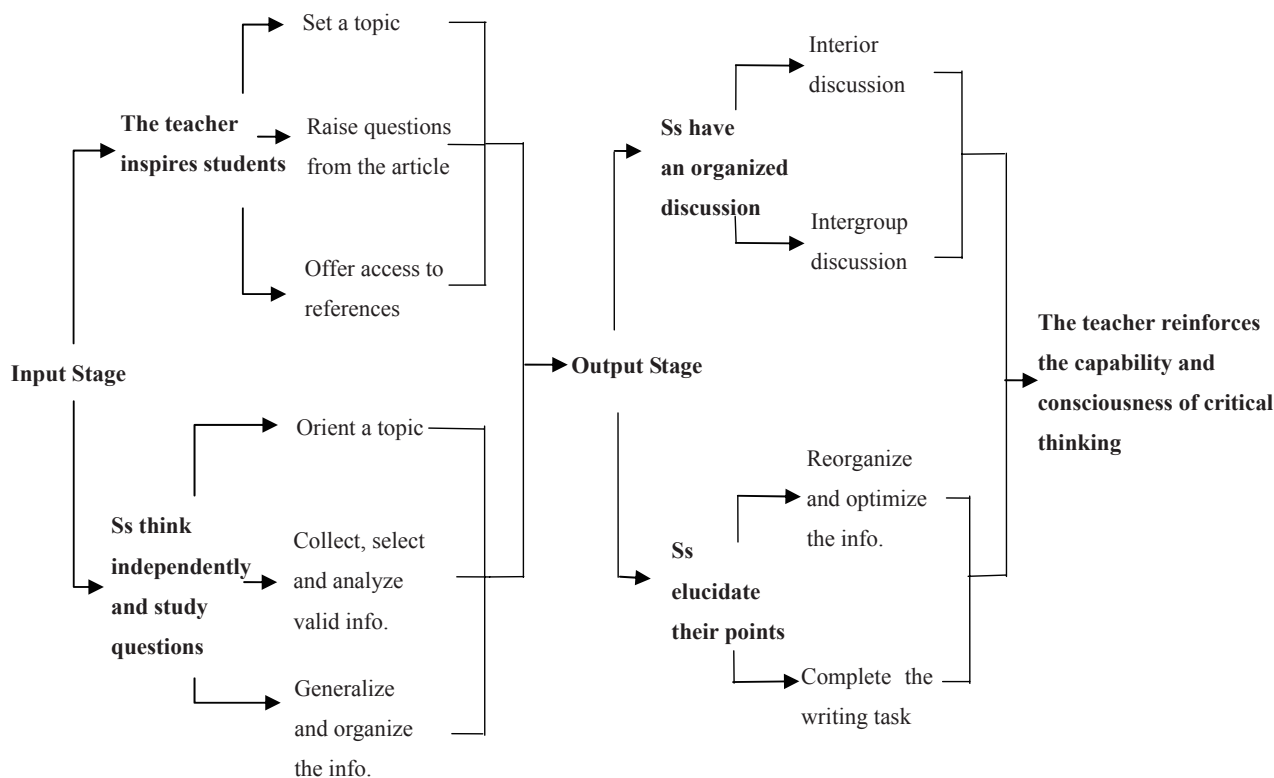 Input Stage
The teacher
inspires students
Set a topic
Raise questions
from the article
Offer access to
references
Ss think
independently
and study
questions
Orient a topic
Collect, select
and analyze
valid info.
Generalize
and organize
the info.
Output Stage
Ss have
an organized
discussion
Interior
discussion
Intergroup
discussion
Ss
elucidate
their points
Reorganize
and optimize
the info.
Complete the
writing task
The teacher reinforces
the capability and
consciousness of critical
thinking